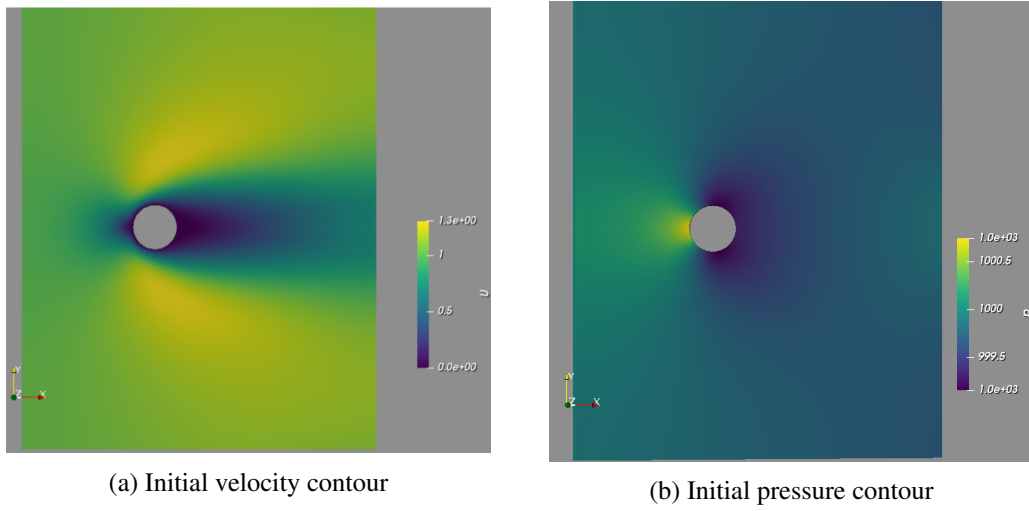 1.3e+00
1
0.5
0.0e+00
U
Y
Z
X
1.0e+03
1000.5
1000
999.5
1.0e+03
Y
Z
X
(a) Initial velocity contour
(b) Initial pressure contour